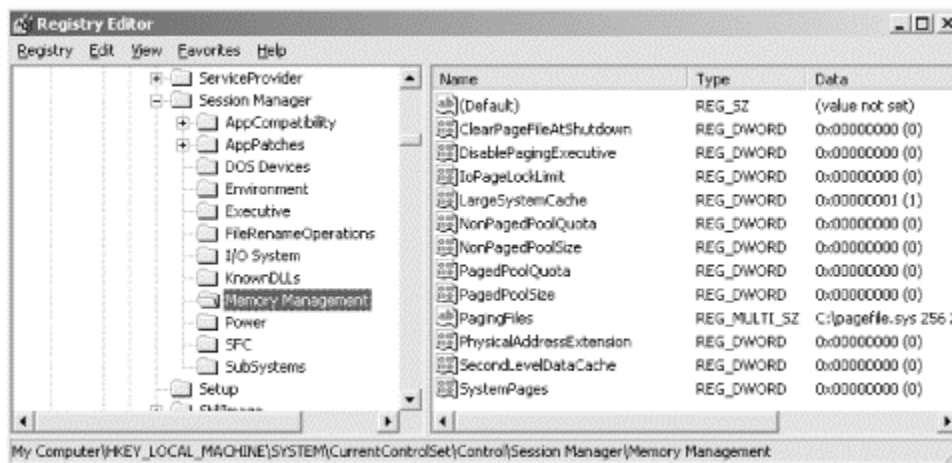 Registry Editor
Registry Edit View Favorites Help
ServiceProvider
Session Manager
AppCompatibility
AppPatches
DOS Devices
Environment
Executive
FileRenameOperations
I/O System
KnownDLLs
Memory Management
Power
SFC
SubSystems
Setup
Name Type Data
(Default) REG_SZ (value not set)
ClearPageFileAtShutdown REG_DWORD 0x00000000 (0)
DisablePagingExecutive REG_DWORD 0x00000000 (0)
IoPageLockLimit REG_DWORD 0x00000000 (0)
LargeSystemCache REG_DWORD 0x00000001 (1)
NonPagedPoolQuota REG_DWORD 0x00000000 (0)
NonPagedPoolSize REG_DWORD 0x00000000 (0)
PagedPoolQuota REG_DWORD 0x00000000 (0)
PagedPoolSize REG_DWORD 0x00000000 (0)
PagingFiles REG_MULTI_SZ C:\pagefile.sys 256
PhysicalAddressExtension REG_DWORD 0x00000000 (0)
SecondLevelDataCache REG_DWORD 0x00000000 (0)
SystemPages REG_DWORD 0x00000000 (0)
My Computer\HKEY_LOCAL_MACHINE\SYSTEM\CurrentControlSet\Control\Session Manager\Memory Management